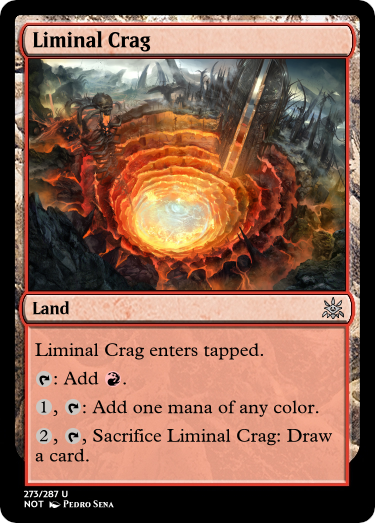 Liminal Crag
Land
Liminal Crag enters tapped.
: Add .
1, : Add one mana of any color.
2, , Sacrifice Liminal Crag: Draw
a card.
273/287 U
NOT Pedro Sena